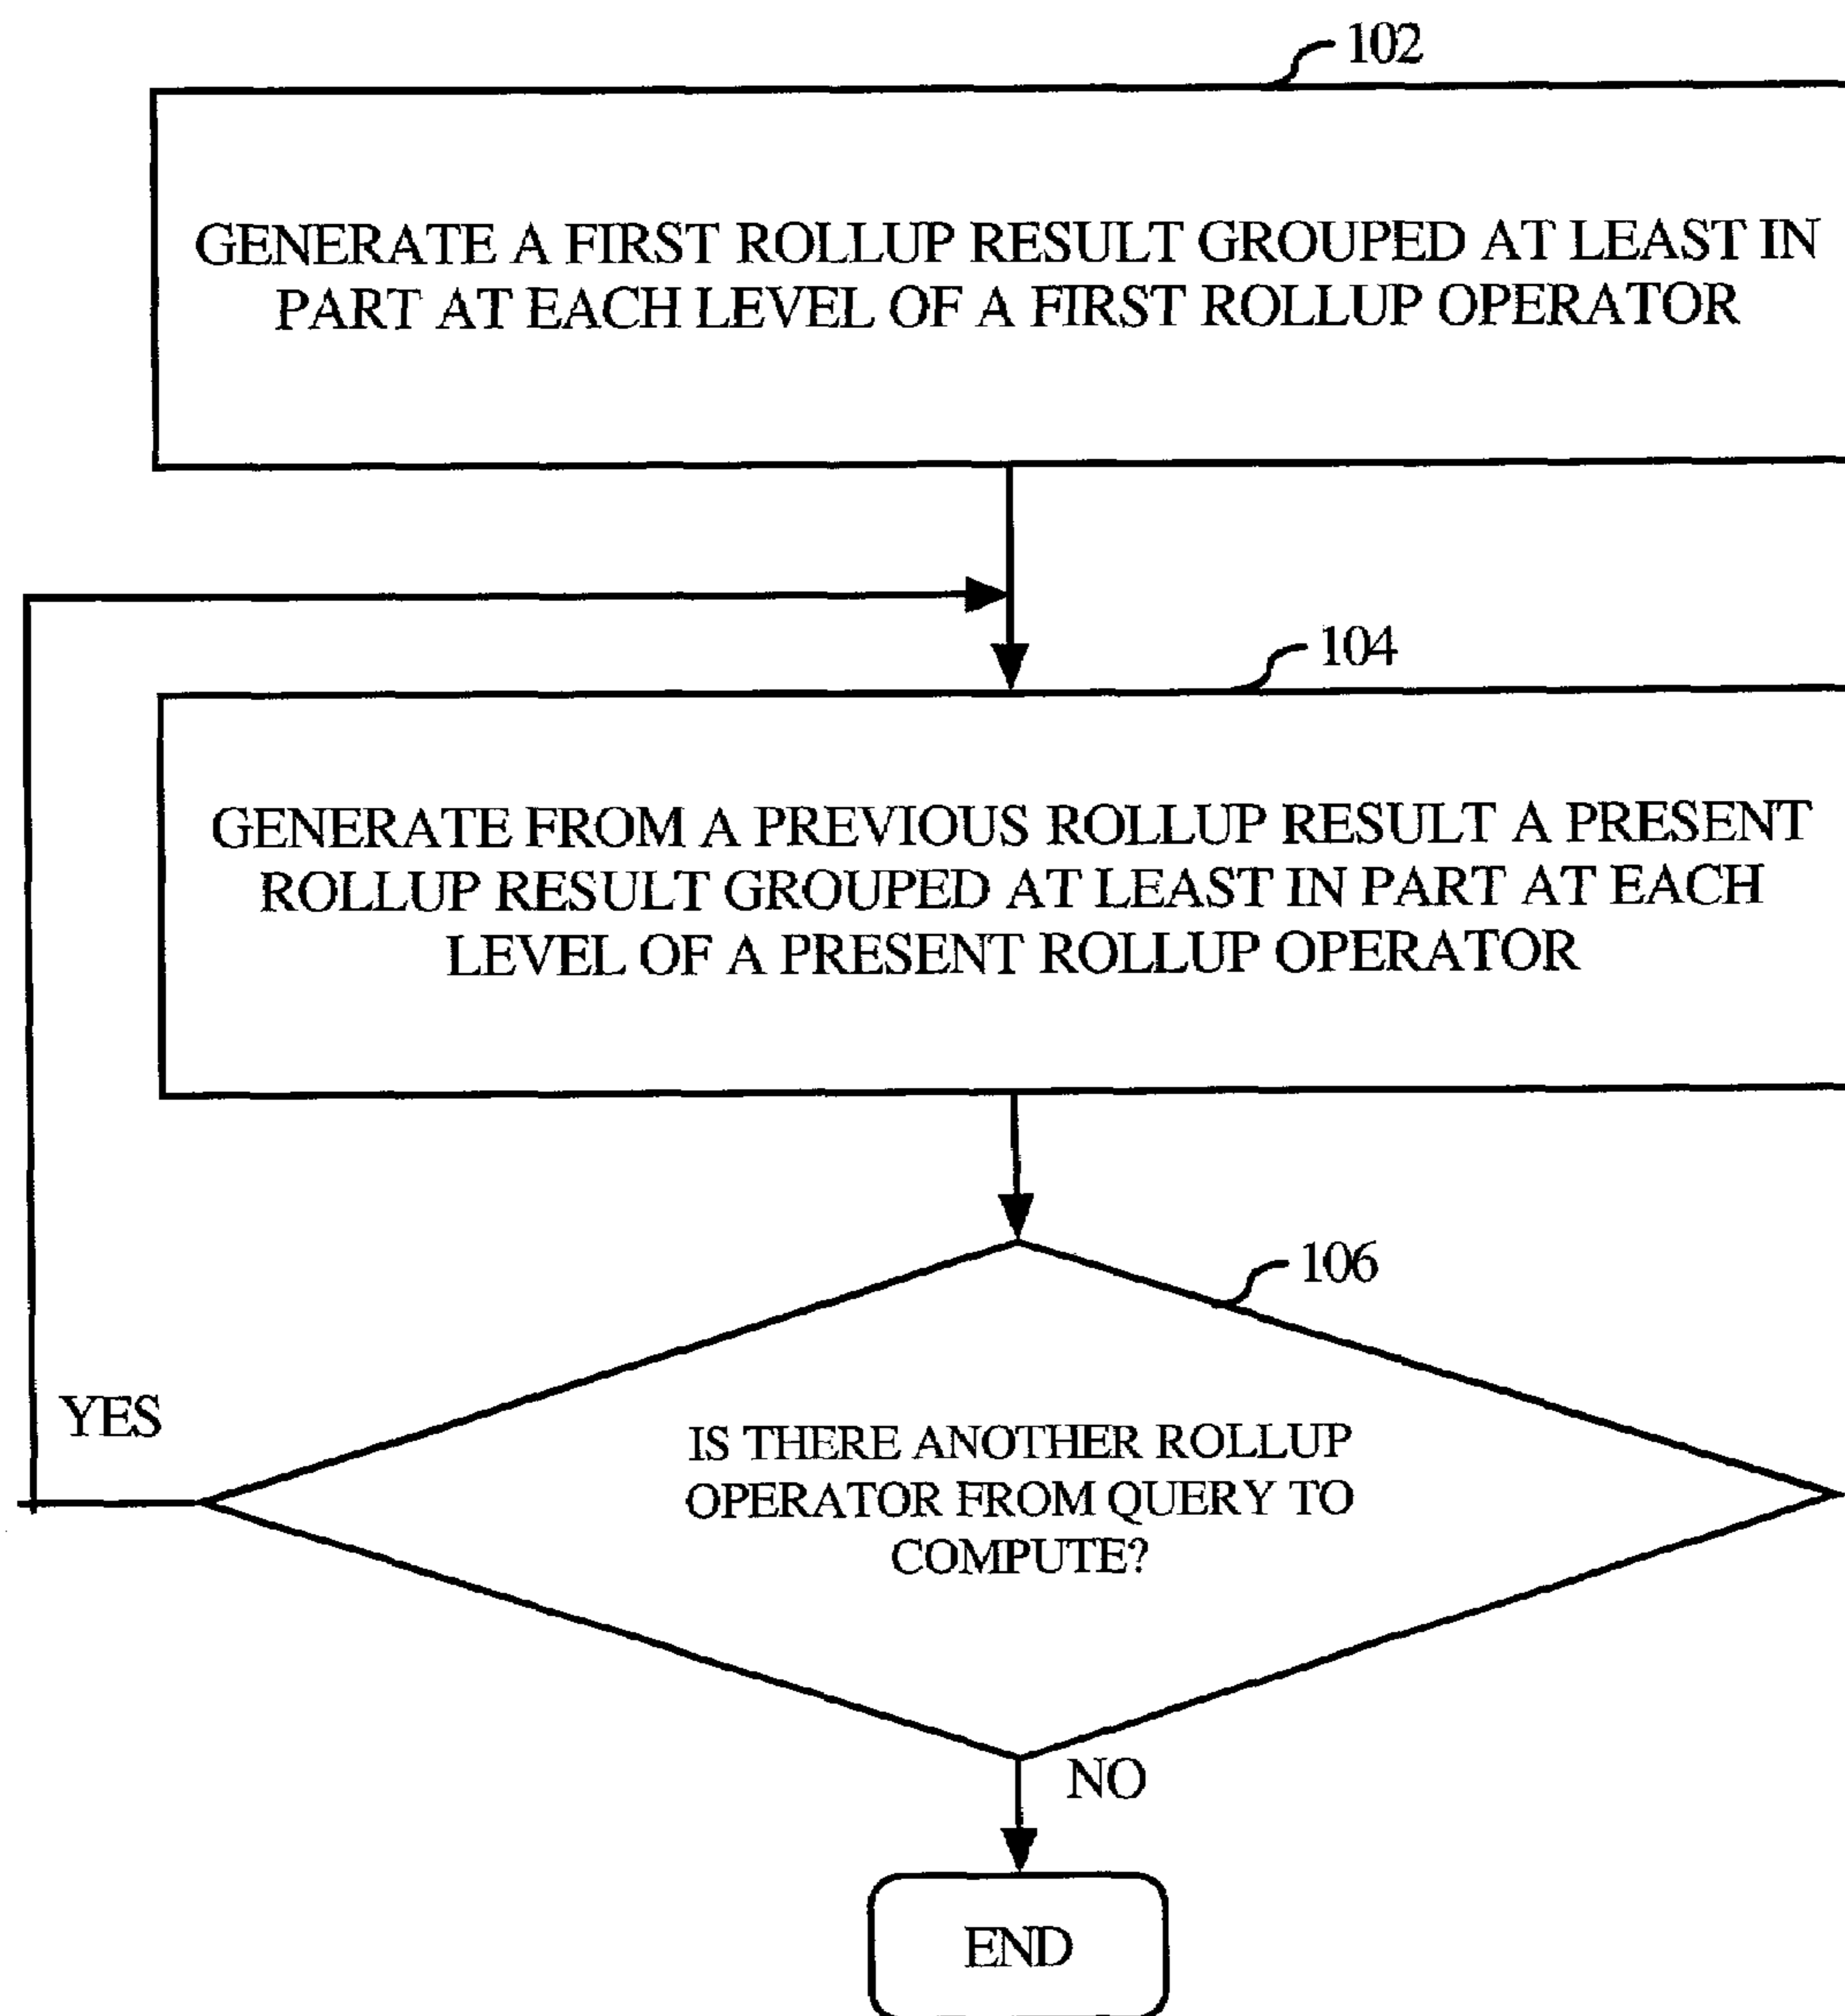 102
GENERATE A FIRST ROLLUP RESULT GROUPED AT LEAST IN
PART AT EACH LEVEL OF A FIRST ROLLUP OPERATOR
104
GENERATE FROM A PREVIOUS ROLLUP RESULT A PRESENT
ROLLUP RESULT GROUPED AT LEAST IN PART AT EACH
LEVEL OF A PRESENT ROLLUP OPERATOR
106
YES
IS THERE ANOTHER ROLLUP
OPERATOR FROM QUERY TO
COMPUTE?
NO
END